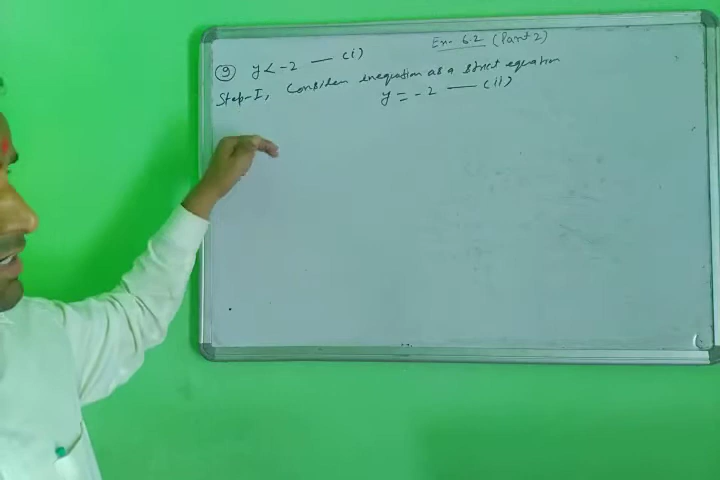 Ex- 6.2 (Part 2)
⑨ y < -2 — (i)
Step-I, Consider inequation as a strict equation
y = -2 — (ii)